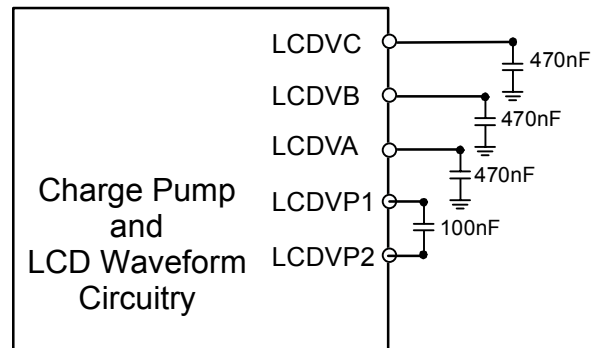 LCDVC
470nF
LCDVB
470nF
LCDVA
470nF
LCDVP1
100nF
LCDVP2
Charge Pump
and
LCD Waveform
Circuitry